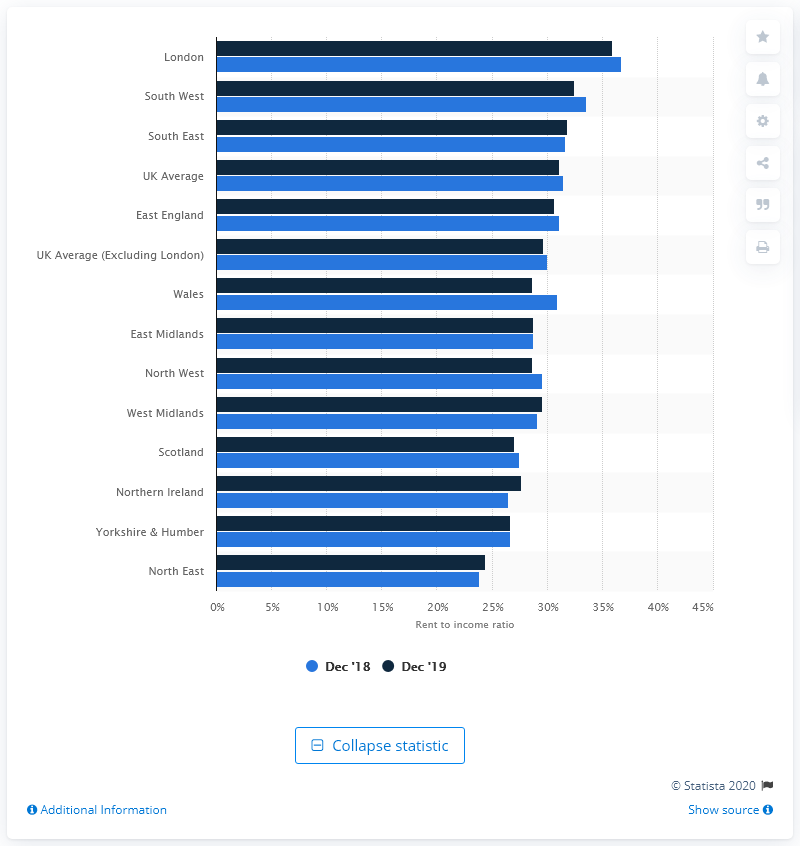 London
South West
South East
UK Average
East England
UK Average (Excluding London)
Wales
East Midlands
North West
West Midlands
Scotland
Northern Ireland
Yorkshire & Humber
North East
0% 5% 10% 15% 20% 25% 30% 35% 40% 45%
Rent to income ratio
Dec '18 Dec '19
Collapse statistic
© Statista 2020
Additional Information Show source